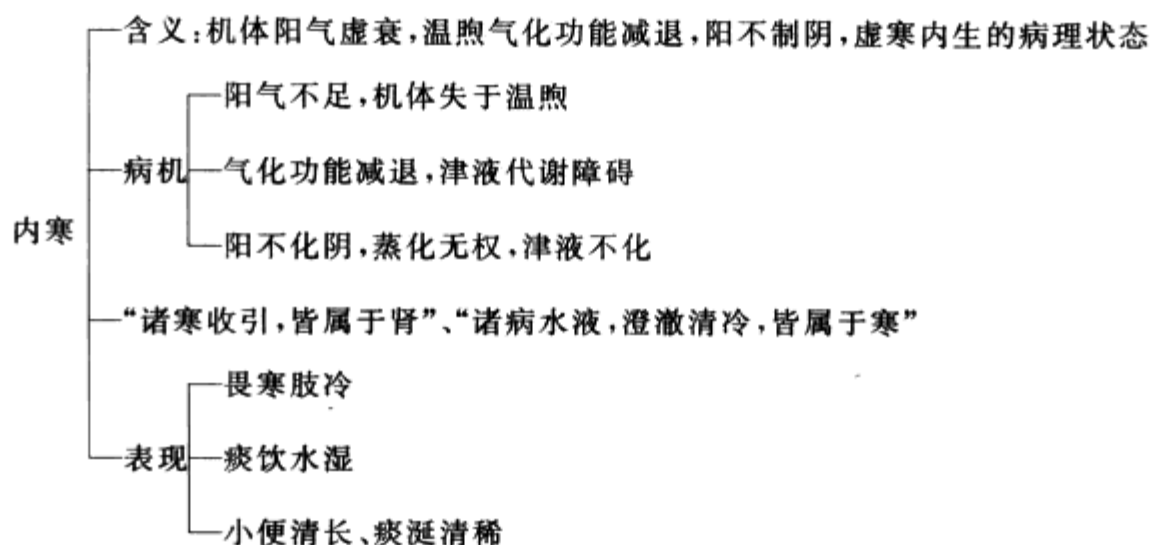 含义:机体阳气虚衰,温煦气化功能减退,阳不制阴,虚寒内生的病理状态
阳气不足,机体失于温煦
病机
气化功能减退,津液代谢障碍
内寒
阳不化阴,蒸化无权,津液不化
“诸寒收引,皆属于肾”、“诸病水液,澄澈清冷,皆属于寒”
畏寒肢冷
表现
痰饮水湿
小便清长、痰涎清稀